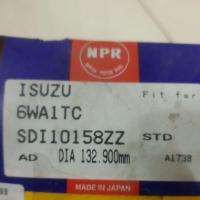 NPR
ISUZU
Fit for
6WA1TC
SDI10158ZZ STD
AD DIA 132.900mm A1738
MADE IN JAPAN